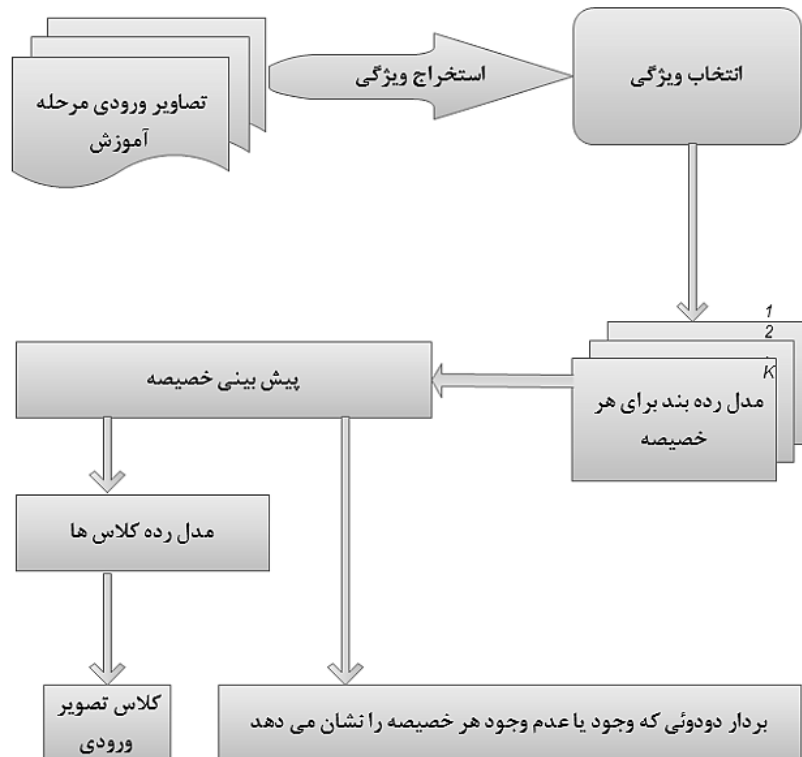 تصاویر ورودی مرحله
آموزش
استخراج ویژگی
انتخاب ویژگی
1
2
K
مدل رده بند برای هر
خصیصه
پیش بینی خصیصه
مدل رده کلاس ها
کلاس تصویر
ورودی
بردار دودوئی که وجود یا عدم وجود هر خصیصه را نشان می دهد